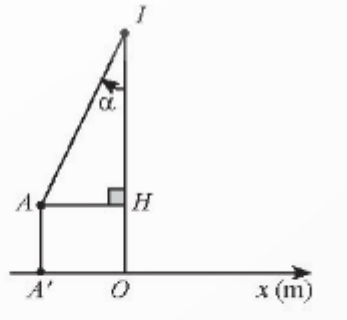 I
α
A H
A' O x (m)